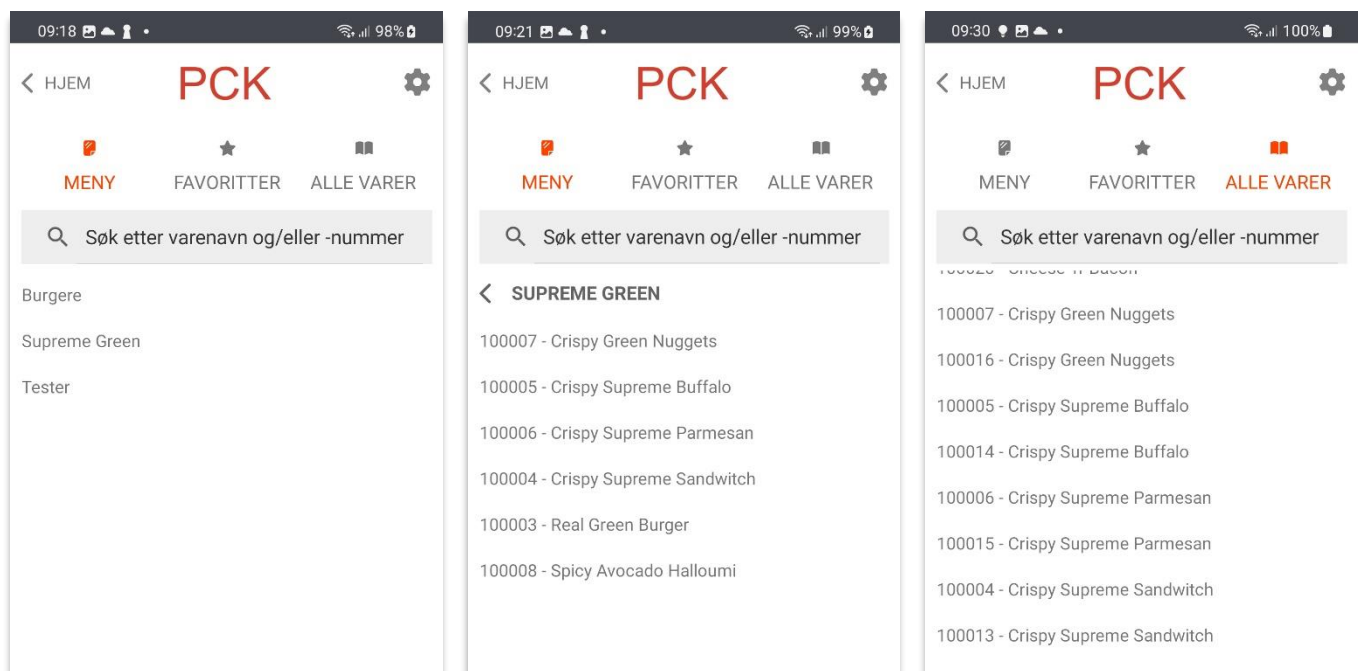 09:18 98%
HJEM PCK
MENY FAVORITTER ALLE VARER
Søk etter varenavn og/eller -nummer
Burgere
Supreme Green
Tester
09:21 99%
HJEM PCK
MENY FAVORITTER ALLE VARER
Søk etter varenavn og/eller -nummer
SUPREME GREEN
100007 - Crispy Green Nuggets
100005 - Crispy Supreme Buffalo
100006 - Crispy Supreme Parmesan
100004 - Crispy Supreme Sandwitch
100003 - Real Green Burger
100008 - Spicy Avocado Halloumi
09:30 100%
HJEM PCK
MENY FAVORITTER ALLE VARER
Søk etter varenavn og/eller -nummer
100007 - Crispy Green Nuggets
100016 - Crispy Green Nuggets
100005 - Crispy Supreme Buffalo
100014 - Crispy Supreme Buffalo
100006 - Crispy Supreme Parmesan
100015 - Crispy Supreme Parmesan
100004 - Crispy Supreme Sandwitch
100013 - Crispy Supreme Sandwitch